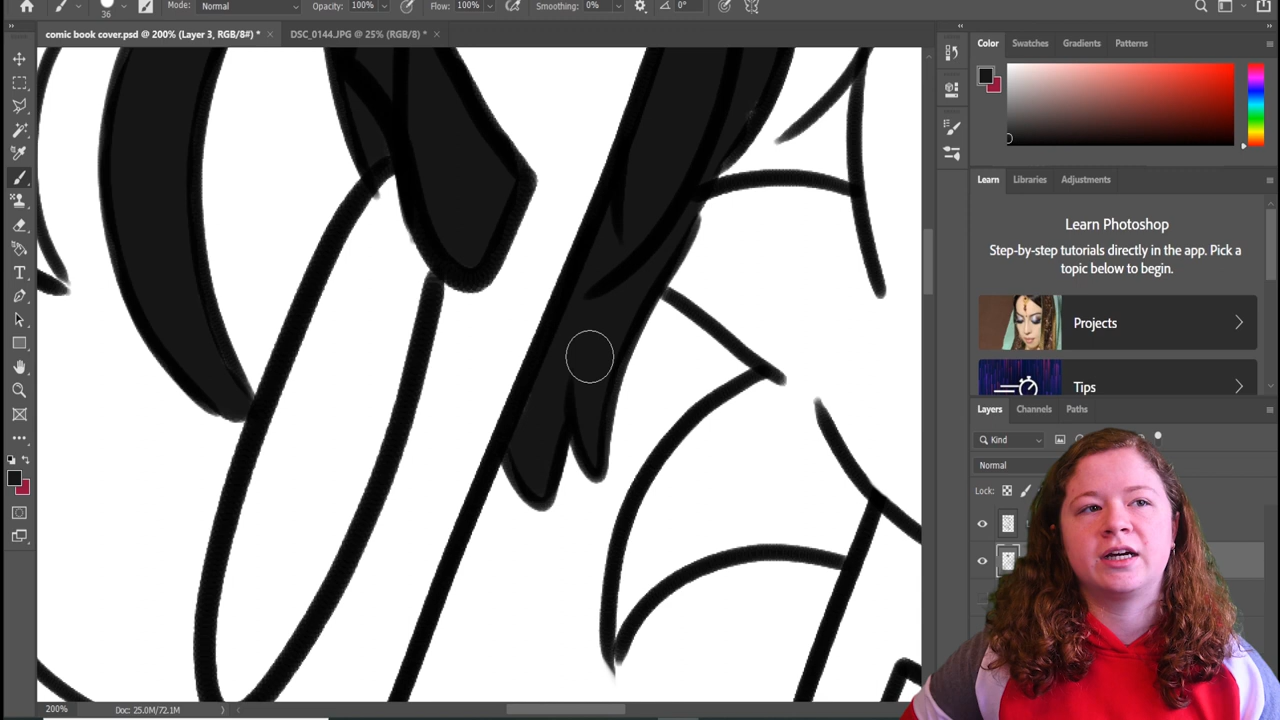 36
Mode:
Normal
Opacity: 100%
Flow: 100%
Smoothing: 0%
0°
comic book cover.psd @ 200% (Layer 3, RGB/8#) *
×
DSC_0144.JPG @ 25% (RGB/8) *
×
Color
Swatches
Gradients
Patterns
Learn
Libraries
Adjustments
Learn Photoshop
Step-by-step tutorials directly in the app. Pick a
topic below to begin.
Projects
Tips
Layers
Channels
Paths
Kind
Normal
Lock:
200%
Doc: 25.0M/72.1M